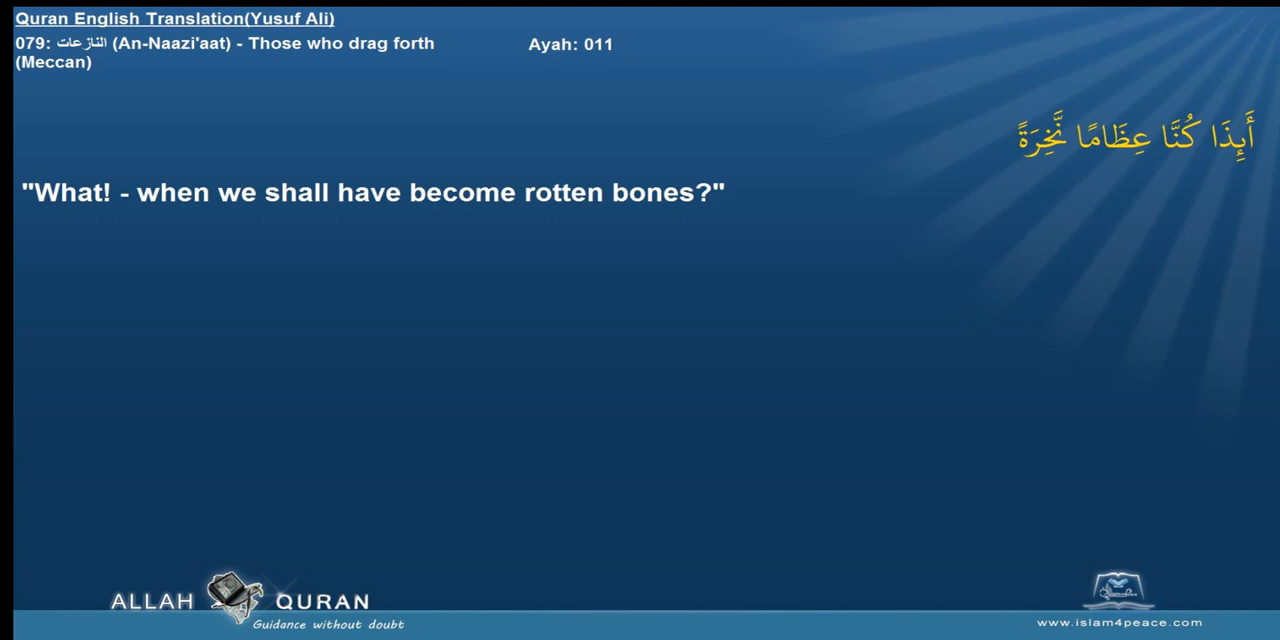 Quran English Translation(Yusuf Ali)
079: النازعات (An-Naazi'aat) - Those who drag forth
(Meccan)
Ayah: 011
أَءِذَا كُنَّا عِظَامًا نَّخِرَةً
"What! - when we shall have become rotten bones?"
ALLAH QURAN
Guidance without doubt
www.islam4peace.com